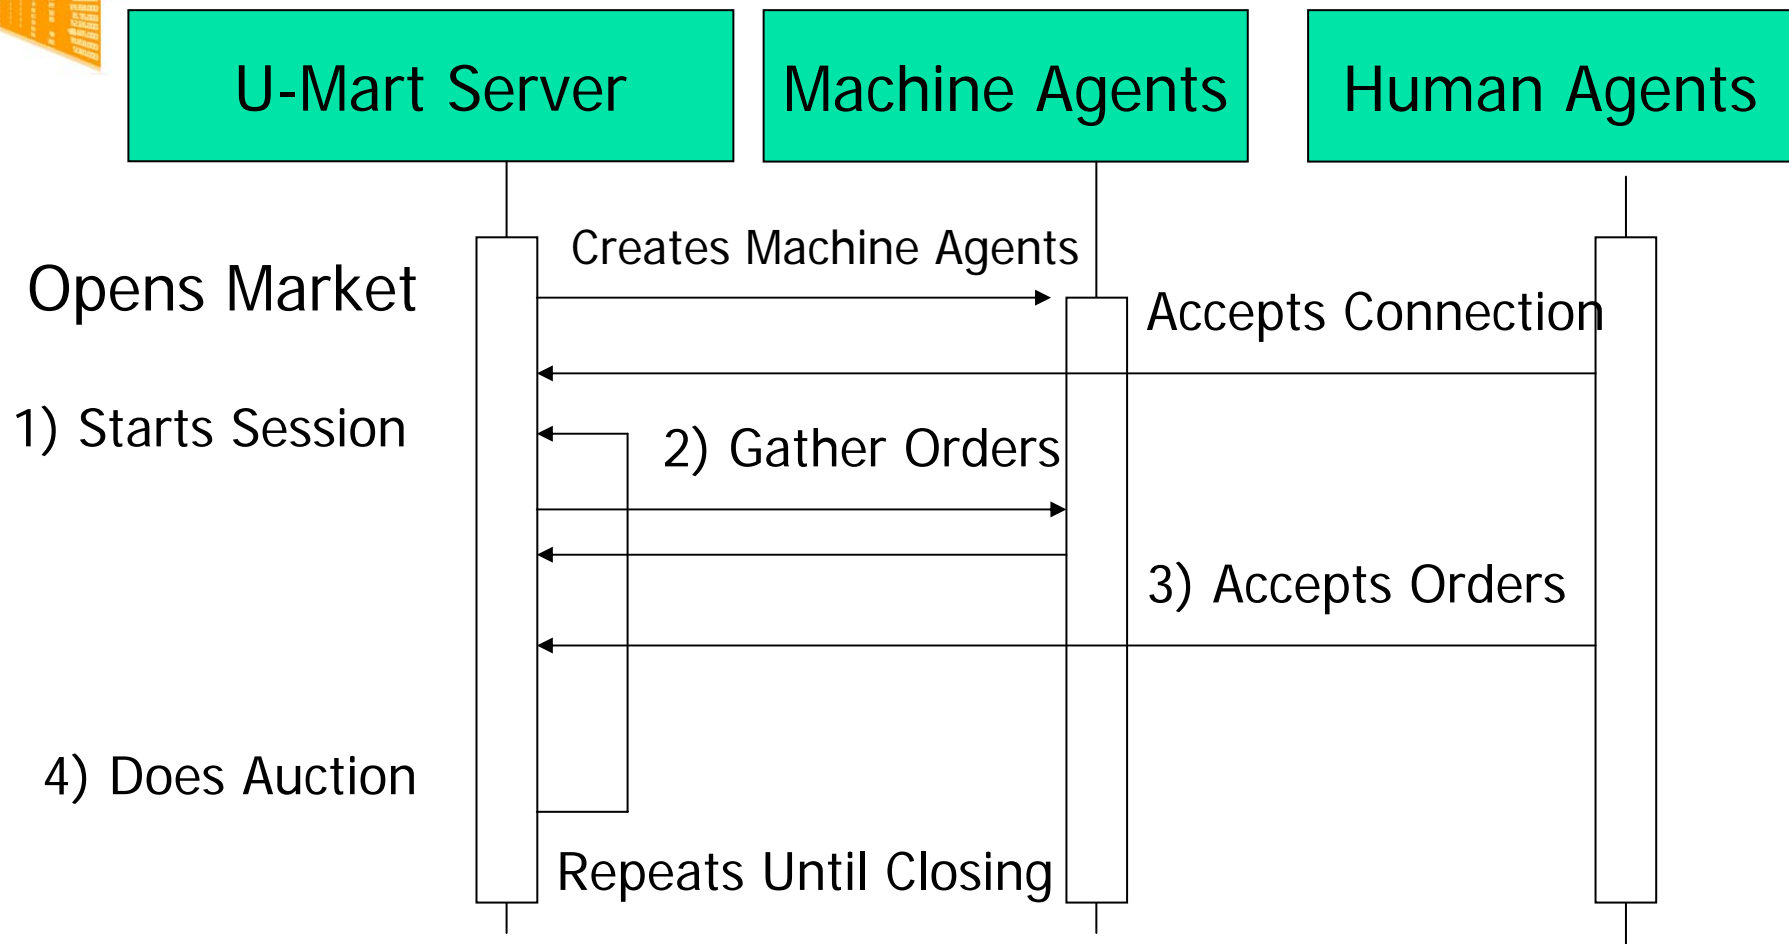 U-Mart Server
Machine Agents
Human Agents
Creates Machine Agents
Opens Market
Accepts Connection
1) Starts Session
2) Gather Orders
3) Accepts Orders
4) Does Auction
Repeats Until Closing